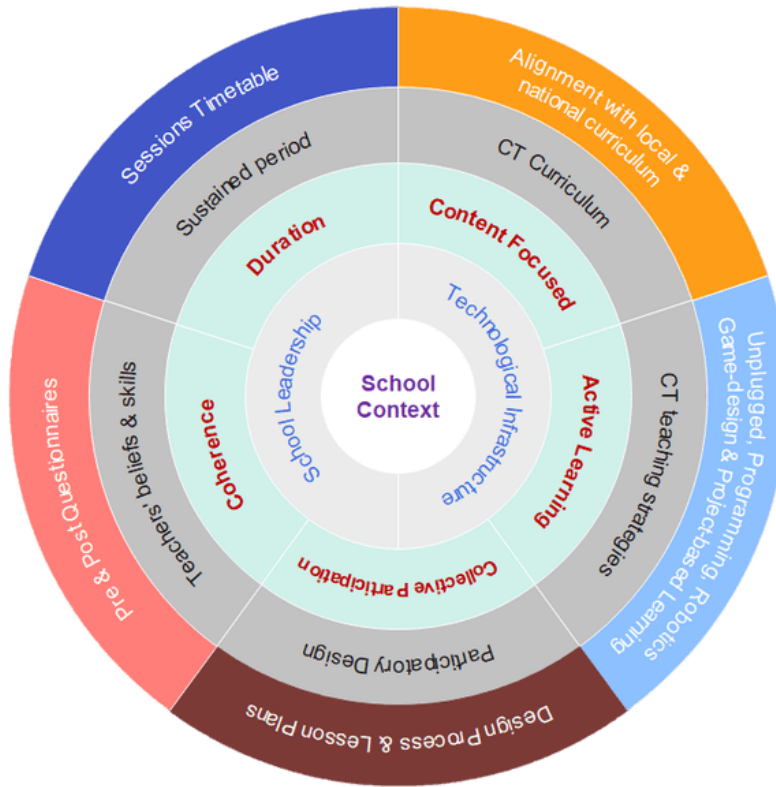 Sessions Timetable
Alignment with local &
national curriculum
Sustained period
CT Curriculum
Duration
Content Focused
School Leadership
Technological Infrastructure
School
Context
Coherence
Active Learning
Teachers' beliefs & skills
CT teaching strategies
Pre & Post Questionnaires
Unplugged, Programming, Robotics
Game-design & Project-based Learning
Collective Participation
Participatory Design
Design Process & Lesson Plans